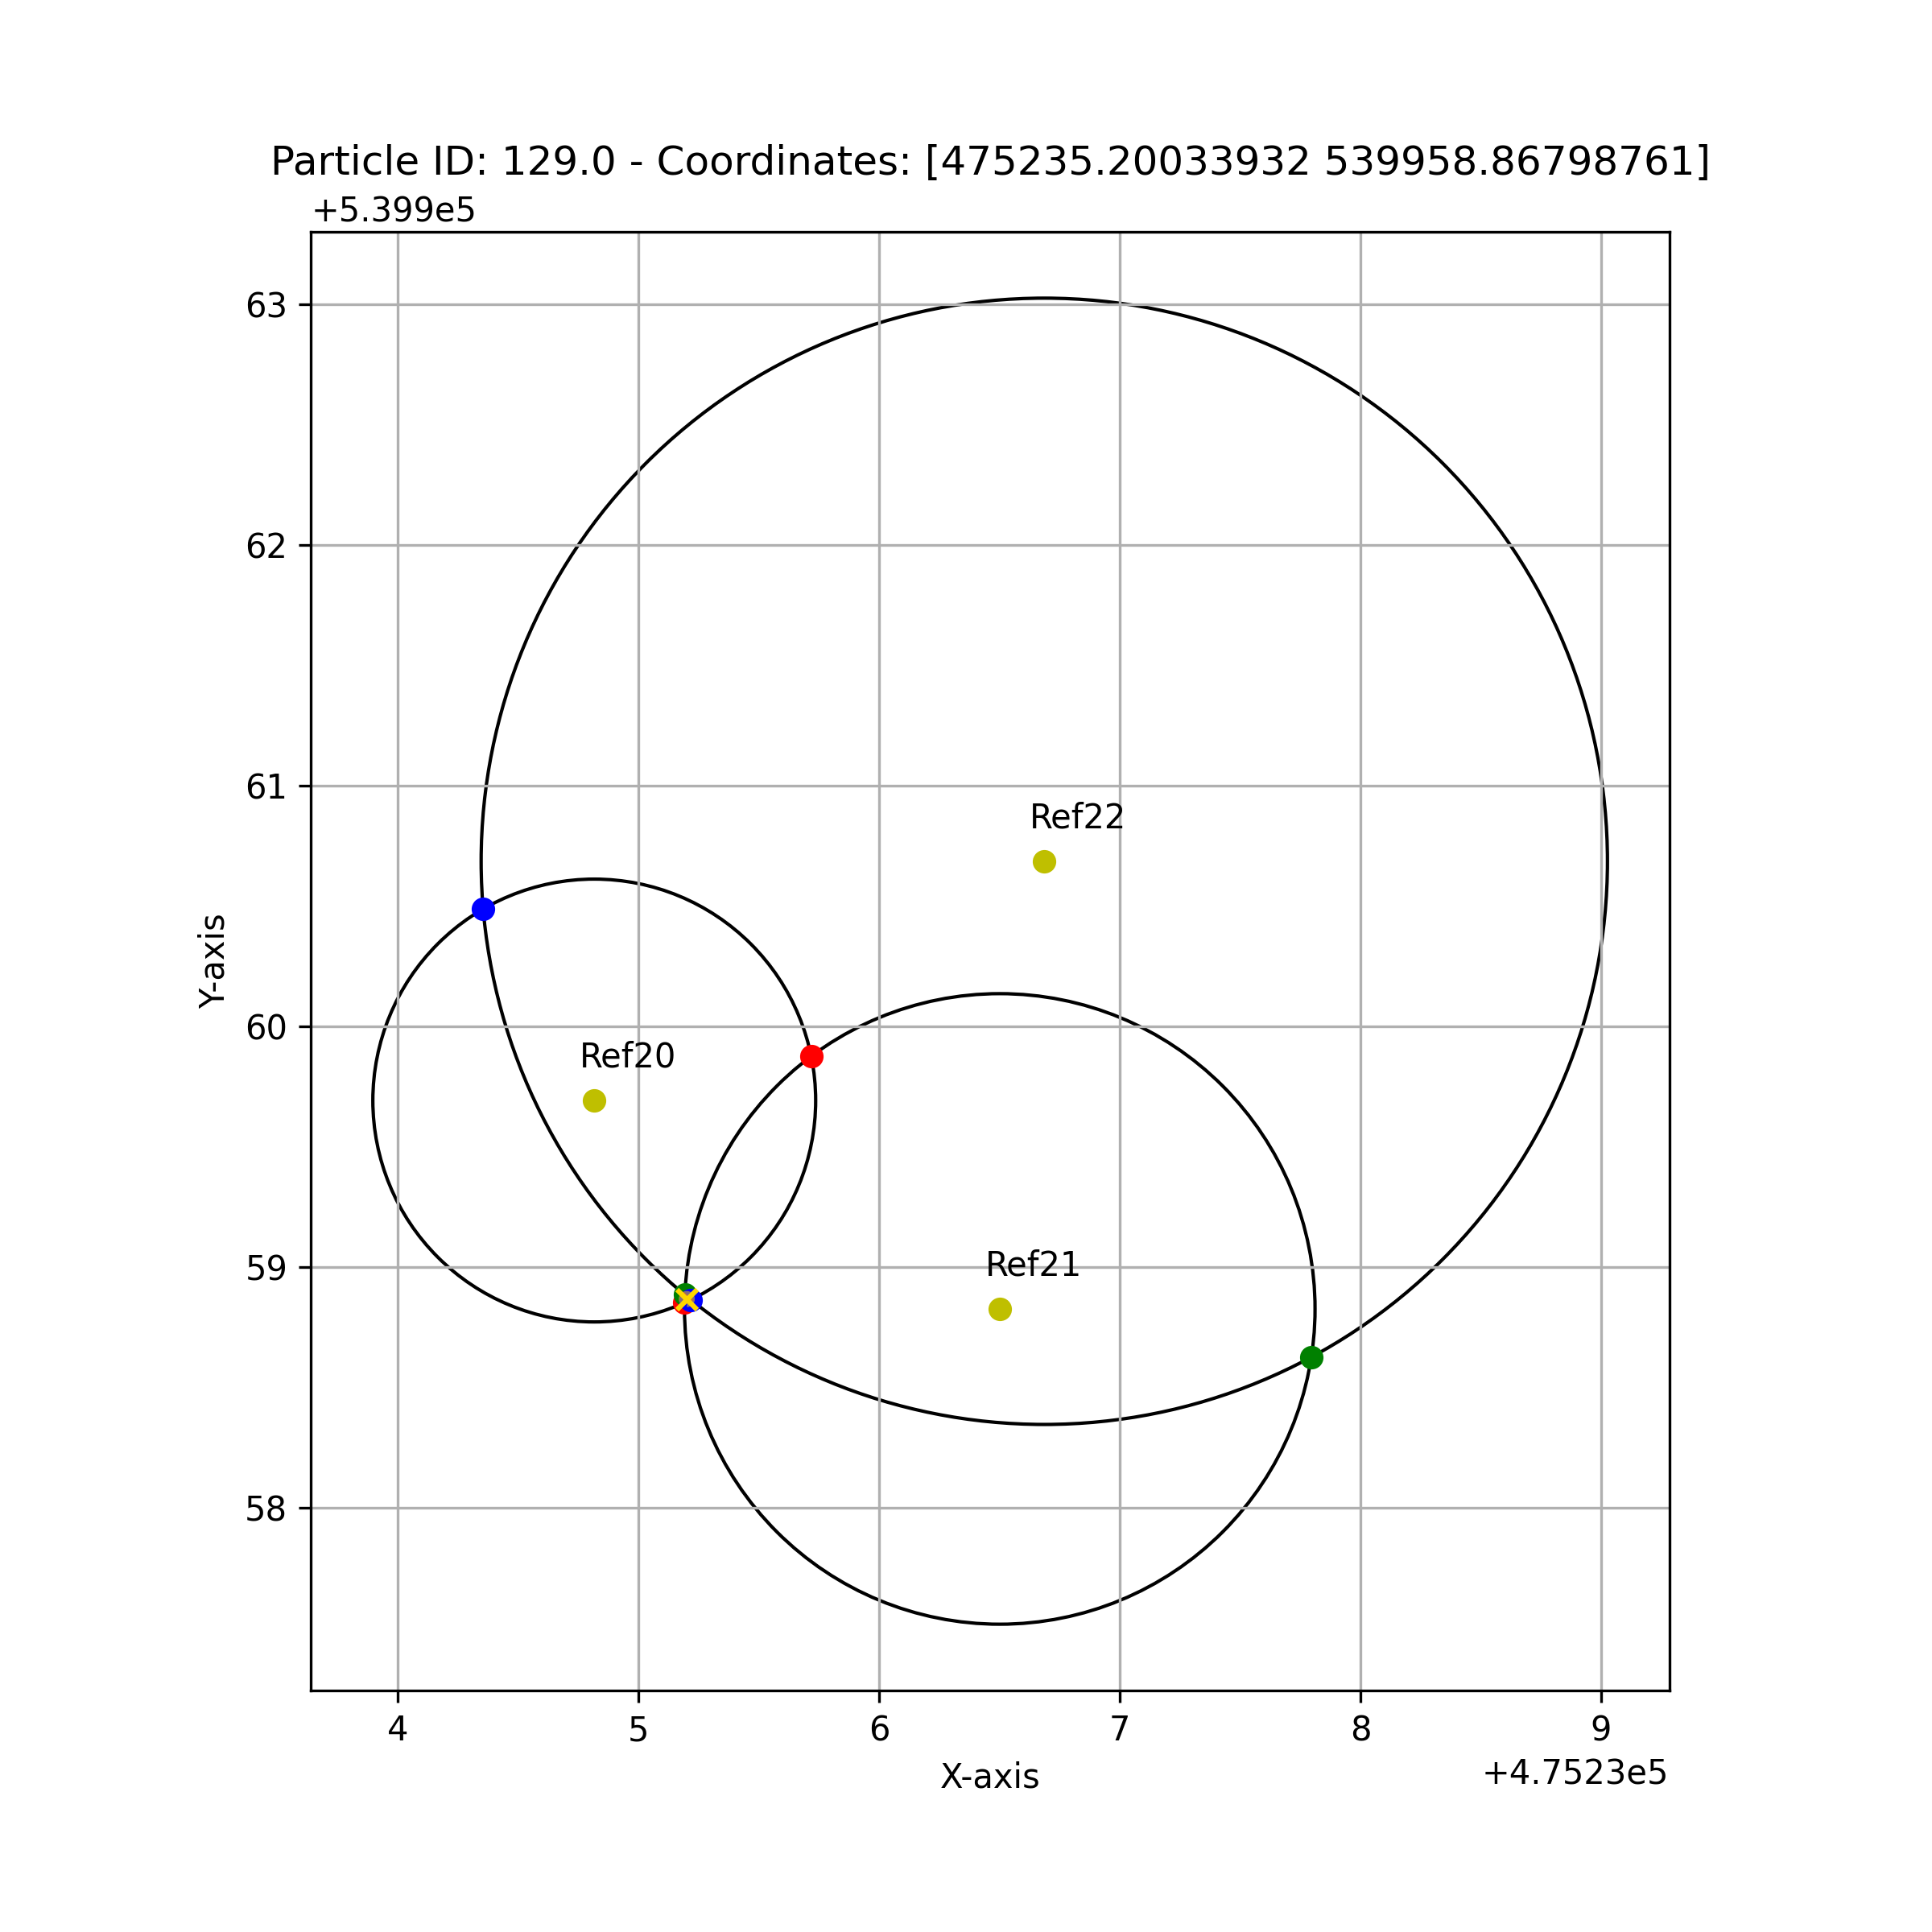 Particle ID: 129.0 - Coordinates: [475235.20033932 539958.86798761]
+5.399e5
63
62
61
Ref22
Y-axis
60
Ref20
59
Ref21
58
4 5 6 7 8 9
X-axis
+4.7523e5